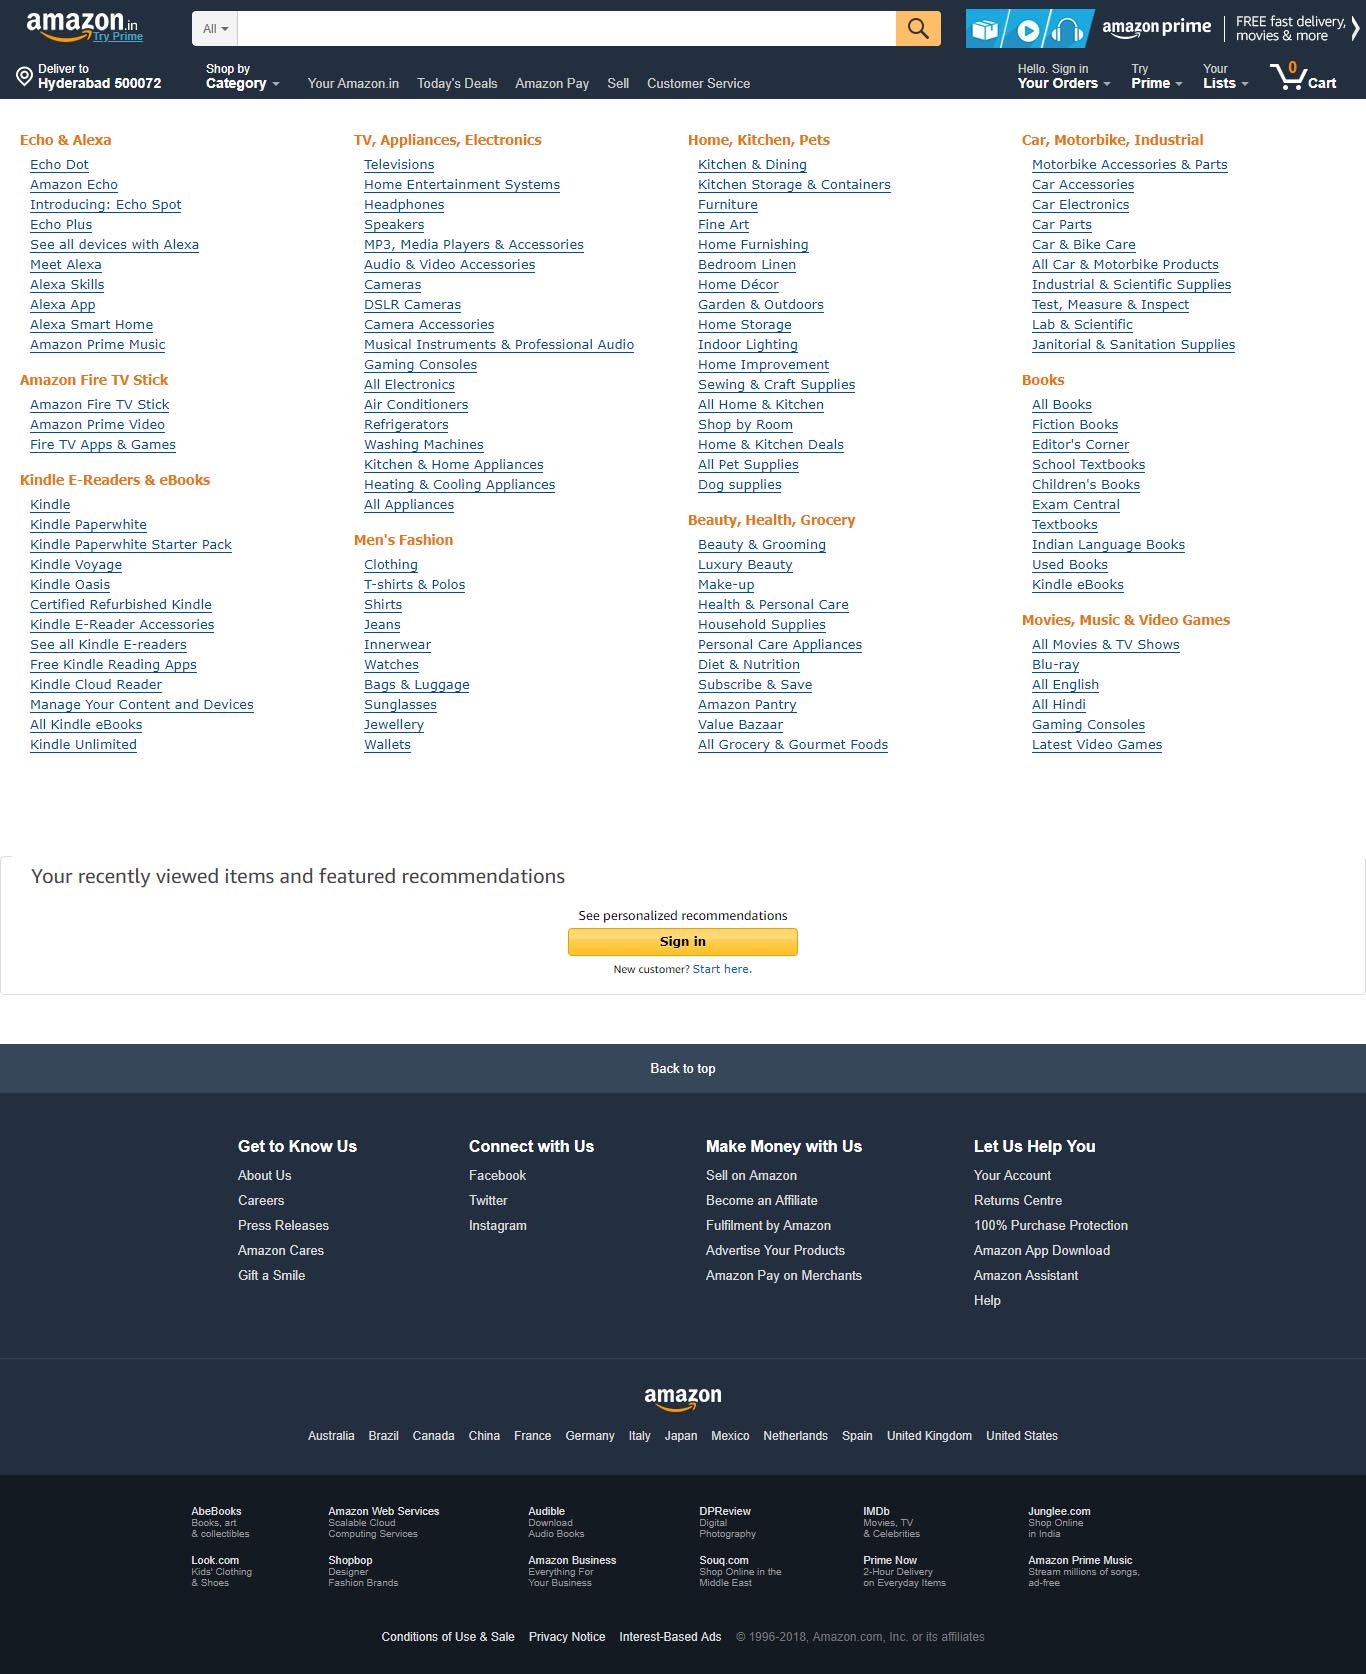 amazon.in
Try Prime
All
amazon prime
FREE fast delivery,
movies & more
Deliver to
Hyderabad 500072
Shop by
Category
Your Amazon.in
Today's Deals
Amazon Pay
Sell
Customer Service
Hello. Sign in
Your Orders
Try
Prime
Your
Lists
0
Cart
Echo & Alexa
Echo Dot
Amazon Echo
Introducing: Echo Spot
Echo Plus
See all devices with Alexa
Meet Alexa
Alexa Skills
Alexa App
Alexa Smart Home
Amazon Prime Music
Amazon Fire TV Stick
Amazon Fire TV Stick
Amazon Prime Video
Fire TV Apps & Games
Kindle E-Readers & eBooks
Kindle
Kindle Paperwhite
Kindle Paperwhite Starter Pack
Kindle Voyage
Kindle Oasis
Certified Refurbished Kindle
Kindle E-Reader Accessories
See all Kindle E-readers
Free Kindle Reading Apps
Kindle Cloud Reader
Manage Your Content and Devices
All Kindle eBooks
Kindle Unlimited
TV, Appliances, Electronics
Televisions
Home Entertainment Systems
Headphones
Speakers
MP3, Media Players & Accessories
Audio & Video Accessories
Cameras
DSLR Cameras
Camera Accessories
Musical Instruments & Professional Audio
Gaming Consoles
All Electronics
Air Conditioners
Refrigerators
Washing Machines
Kitchen & Home Appliances
Heating & Cooling Appliances
All Appliances
Men's Fashion
Clothing
T-shirts & Polos
Shirts
Jeans
Innerwear
Watches
Bags & Luggage
Sunglasses
Jewellery
Wallets
Home, Kitchen, Pets
Kitchen & Dining
Kitchen Storage & Containers
Furniture
Fine Art
Home Furnishing
Bedroom Linen
Home Décor
Garden & Outdoors
Home Storage
Indoor Lighting
Home Improvement
Sewing & Craft Supplies
All Home & Kitchen
Shop by Room
Home & Kitchen Deals
All Pet Supplies
Dog supplies
Beauty, Health, Grocery
Beauty & Grooming
Luxury Beauty
Make-up
Health & Personal Care
Household Supplies
Personal Care Appliances
Diet & Nutrition
Subscribe & Save
Amazon Pantry
Value Bazaar
All Grocery & Gourmet Foods
Car, Motorbike, Industrial
Motorbike Accessories & Parts
Car Accessories
Car Electronics
Car Parts
Car & Bike Care
All Car & Motorbike Products
Industrial & Scientific Supplies
Test, Measure & Inspect
Lab & Scientific
Janitorial & Sanitation Supplies
Books
All Books
Fiction Books
Editor's Corner
School Textbooks
Children's Books
Exam Central
Textbooks
Indian Language Books
Used Books
Kindle eBooks
Movies, Music & Video Games
All Movies & TV Shows
Blu-ray
All English
All Hindi
Gaming Consoles
Latest Video Games
Your recently viewed items and featured recommendations
See personalized recommendations
Sign in
New customer? Start here.
Back to top
Get to Know Us
About Us
Careers
Press Releases
Amazon Cares
Gift a Smile
Connect with Us
Facebook
Twitter
Instagram
Make Money with Us
Sell on Amazon
Become an Affiliate
Fulfilment by Amazon
Advertise Your Products
Amazon Pay on Merchants
Let Us Help You
Your Account
Returns Centre
100% Purchase Protection
Amazon App Download
Amazon Assistant
Help
amazon
Australia Brazil Canada China France Germany Italy Japan Mexico Netherlands Spain United Kingdom United States
AbeBooks
Books, art
& collectibles
Amazon Web Services
Scalable Cloud
Computing Services
Audible
Download
Audio Books
DPReview
Digital
Photography
IMDb
Movies, TV
& Celebrities
Junglee.com
Shop Online
in India
Look.com
Kids' Clothing
& Shoes
Shopbop
Designer
Fashion Brands
Amazon Business
Everything For
Your Business
Souq.com
Shop Online in the
Middle East
Prime Now
2-Hour Delivery
on Everyday Items
Amazon Prime Music
Stream millions of songs,
ad-free
Conditions of Use & Sale Privacy Notice Interest-Based Ads © 1996-2018, Amazon.com, Inc. or its affiliates